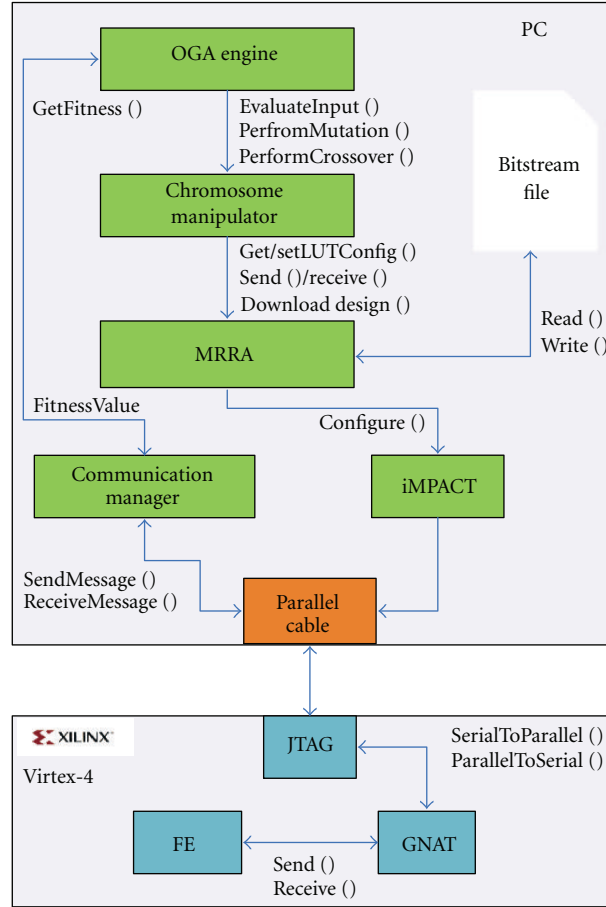 PC
OGA engine
GetFitness ()
EvaluateInput ()
PerfromMutation ()
PerformCrossover ()
Bitstream
file
Chromosome
manipulator
Get/setLUTConfig ()
Send ()/receive ()
Download design ()
Read ()
Write ()
MRRA
FitnessValue
Configure ()
Communication
manager
iMPACT
SendMessage ()
ReceiveMessage ()
Parallel
cable
XILINX
Virtex-4
JTAG
SerialToParallel ()
ParallelToSerial ()
FE
GNAT
Send ()
Receive ()